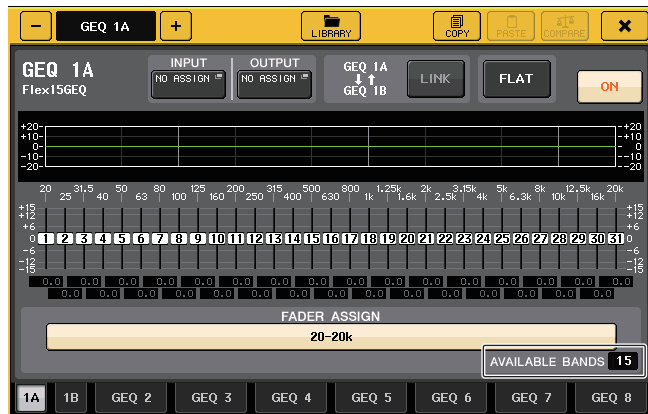 − GEQ 1A + LIBRARY COPY PASTE COMPARE ×
GEQ 1A
Flex15GEQ
INPUT
NO ASSIGN
OUTPUT
NO ASSIGN
GEQ 1A
↓↑
GEQ 1B
LINK
FLAT
ON
+20 +20
+10 +10
0 0
-10 -10
-20 -20
20 31.5 50 80 125 200 315 500 800 1.25k 2k 3.15k 5k 8k 12.5k 20k
25 40 63 100 160 250 400 630 1k 1.6k 2.5k 4k 6.3k 10k 16k
+15 +15
+12 +12
+6 +6
0 1 2 3 4 5 6 7 8 9 10 11 12 13 14 15 16 17 18 19 20 21 22 23 24 25 26 27 28 29 30 31 0
-6 -6
-12 -12
-15 -15
0.0 0.0 0.0 0.0 0.0 0.0 0.0 0.0 0.0 0.0 0.0 0.0 0.0 0.0 0.0 0.0
0.0 0.0 0.0 0.0 0.0 0.0 0.0 0.0 0.0 0.0 0.0 0.0 0.0 0.0 0.0
FADER ASSIGN
20-20k
AVAILABLE BANDS 15
1A 1B GEQ 2 GEQ 3 GEQ 4 GEQ 5 GEQ 6 GEQ 7 GEQ 8